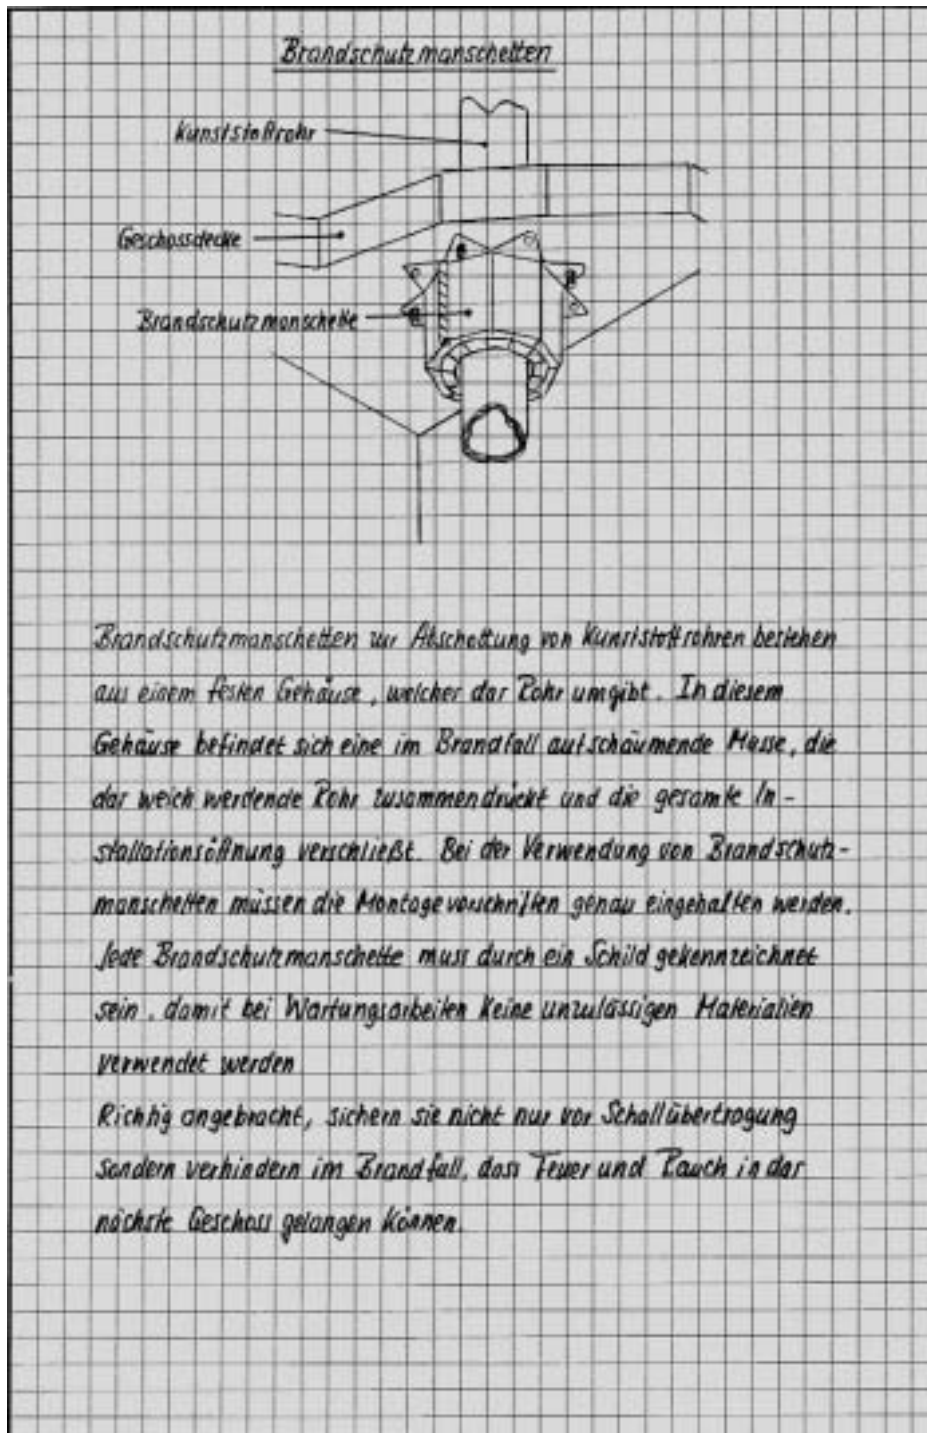 Brandschutzmanschetten
Kunststoffrohr
Geschossdecke
Brandschutzmanschette
Brandschutzmanschetten zur Abschottung von Kunststoffrohren bestehen
aus einem festen Gehäuse, welches das Rohr umgibt. In diesem
Gehäuse befindet sich eine im Brandfall aufschäumende Masse, die
das weich werdende Rohr zusammendrückt und die gesamte In-
stallationsöffnung verschließt. Bei der Verwendung von Brandschutz-
manschetten müssen die Montagevorschriften genau eingehalten werden.
Jede Brandschutzmanschette muss durch ein Schild gekennzeichnet
sein, damit bei Wartungsarbeiten keine unzulässigen Materialien
verwendet werden
Richtig angebracht, sichern sie nicht nur vor Schallübertragung
sondern verhindern im Brandfall, dass Feuer und Rauch in das
nächste Geschoss gelangen können.